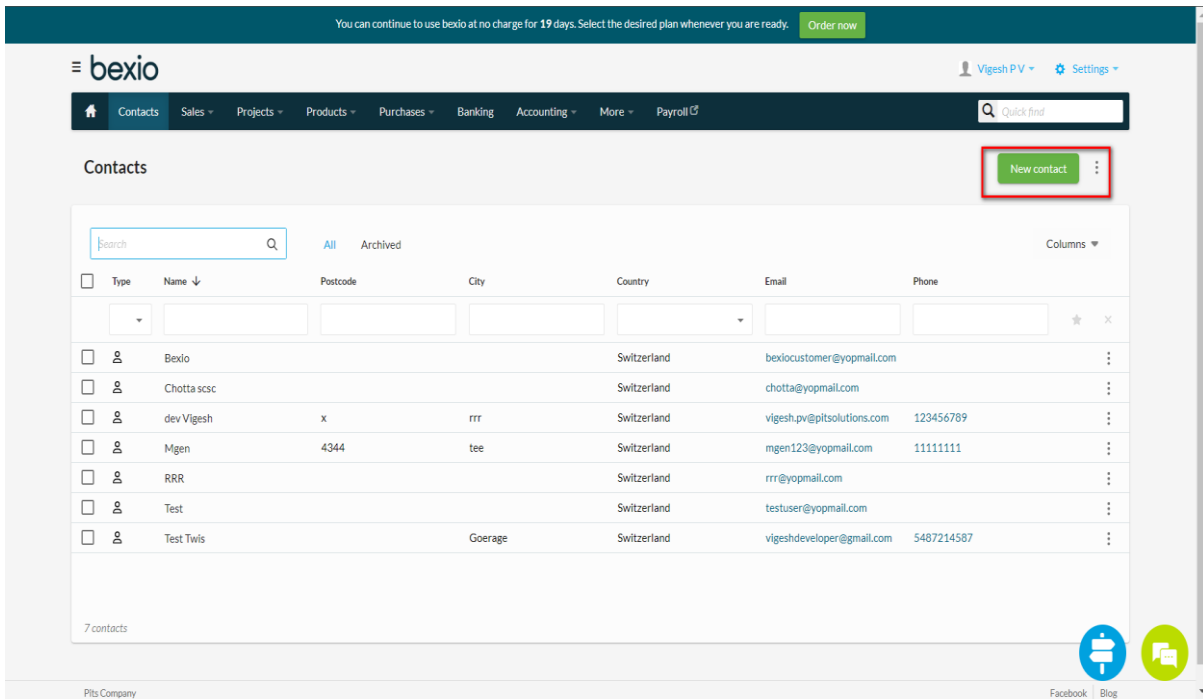 You can continue to use bexio at no charge for 19 days. Select the desired plan whenever you are ready. Order now
bexio
Vigesh P V Settings
Contacts Sales Projects Products Purchases Banking Accounting More Payroll Quick find
Contacts
New contact
Search All Archived Columns
Type Name Postcode City Country Email Phone
Bexio Switzerland bexiocustomer@yopmail.com
Chotta scsc Switzerland chotta@yopmail.com
dev Vigesh x rrr Switzerland vigesh.pv@pitsolutions.com 123456789
Mgen 4344 tee Switzerland mgen123@yopmail.com 11111111
RRR Switzerland rrr@yopmail.com
Test Switzerland testuser@yopmail.com
Test Twis Goerage Switzerland vigeshdeveloper@gmail.com 5487214587
7 contacts
Pits Company Facebook | Blog